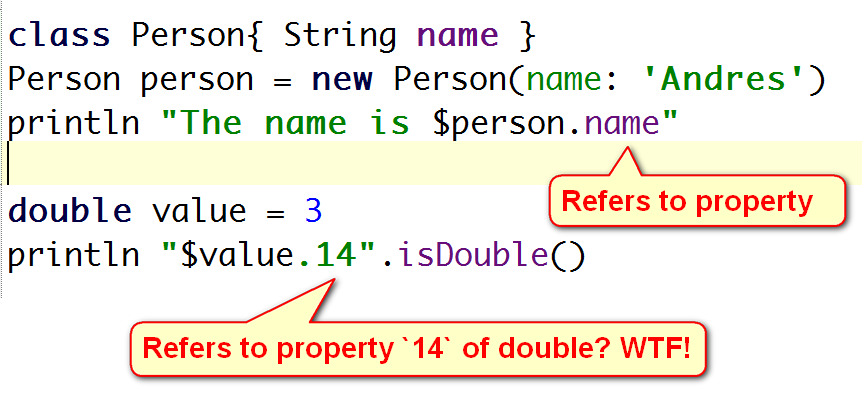 class Person{ String name }
Person person = new Person(name: 'Andres')
println "The name is $person.name"
Refers to property
double value = 3
println "$value.14".isDouble()
Refers to property `14` of double? WTF!